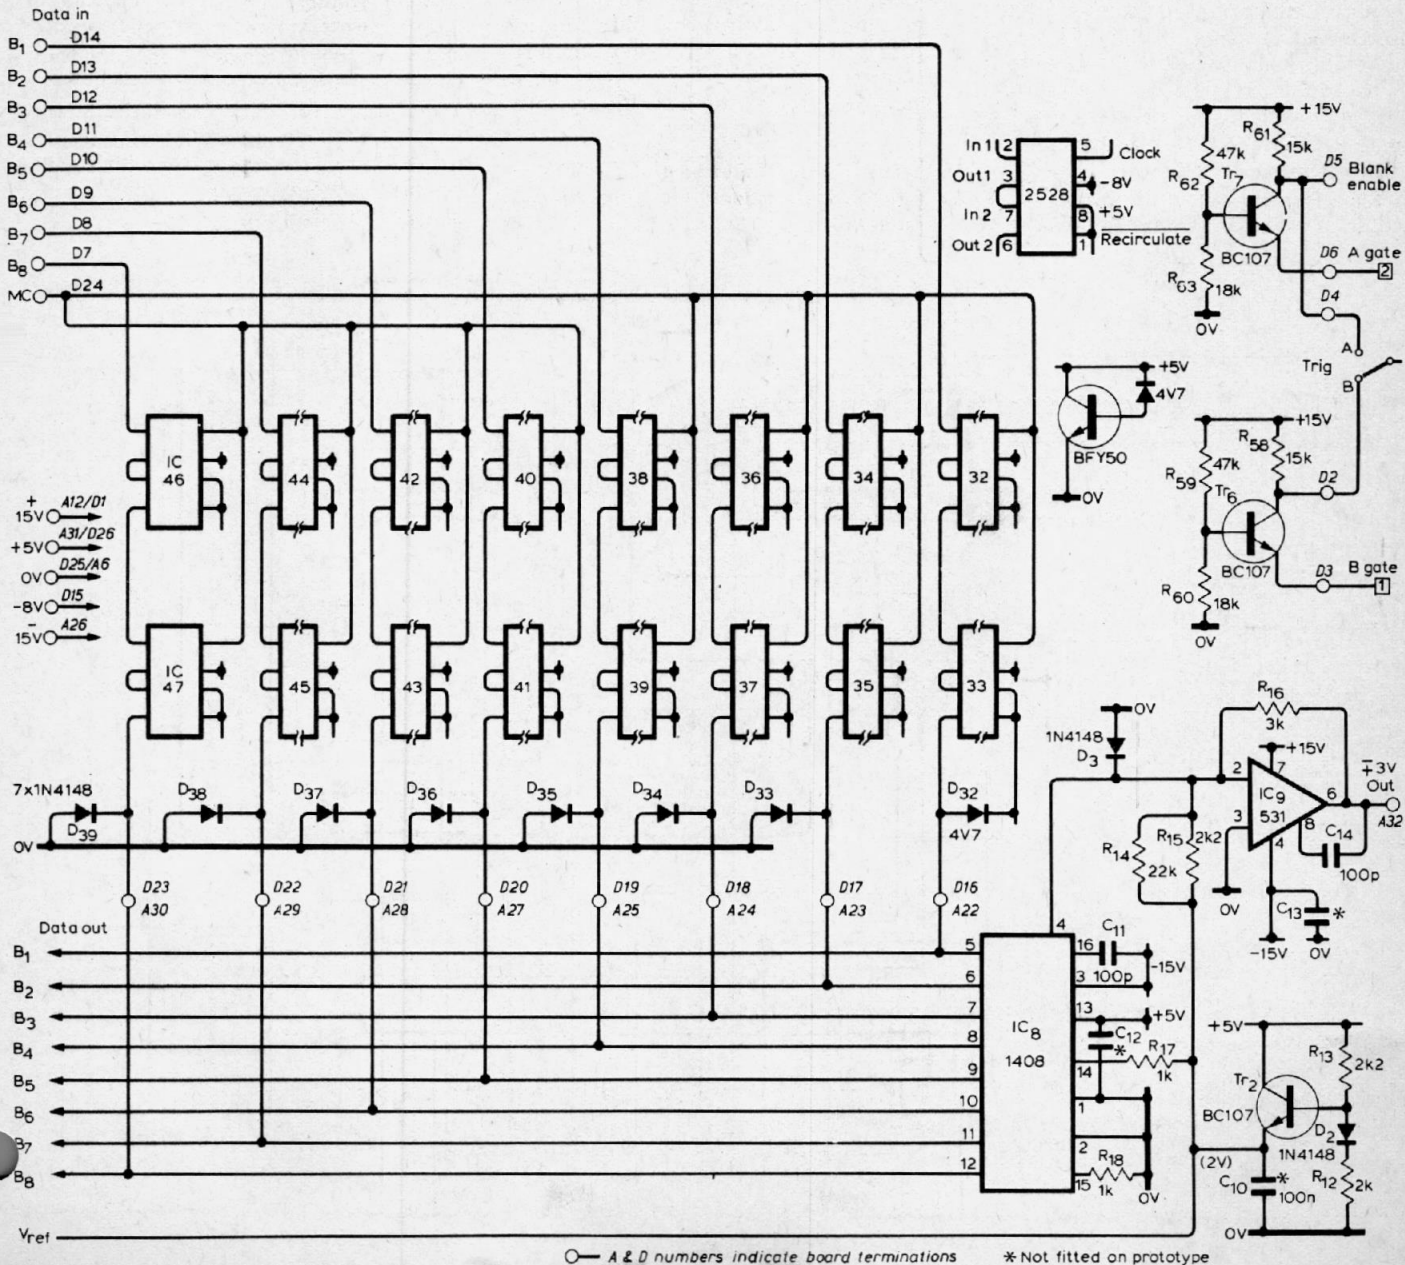 Data in
B1 D14
B2 D13
B3 D12
B4 D11
B5 D10
B6 D9
B7 D8
B8 D7
MC D24
In 1 2 5 Clock
Out 1 3 4 -8V
2528
In 2 7 8 +5V
Out 2 6 1 Recirculate
+15V
R61
15k
47k
R62
Tr7
BC107
R63
18k
0V
D5 Blank
enable
D6 A gate
2
D4
A
Trig
B
+5V
4V7
BFY50
0V
+15V
R58
15k
47k
R59
Tr6
BC107
R60
18k
0V
D2
D3 B gate
1
IC
46
44
42
40
38
36
34
32
+
15V A12/D1
+5V A31/D26
0V D25/A6
-8V D15
-
15V A26
IC
47
45
43
41
39
37
35
33
7x1N4148
D39
D38
D37
D36
D35
D34
D33
D32
4V7
0V
D23
A30
D22
A29
D21
A28
D20
A27
D19
A25
D18
A24
D17
A23
D16
A22
0V
1N4148
D3
R16
3k
+15V
7
2
IC9
531
3
6
8
4
∓3V
Out
A32
C14
100p
R14
22k
R15
2k2
0V
C13
*
-15V
0V
Data out
B1
B2
B3
B4
B5
B6
B7
B8
5
6
7
8
9
10
11
12
4
IC8
1408
16
C11
100p
3
-15V
13
+5V
C12
*
14
R17
1k
1
2
15
R18
1k
0V
+5V
R13
2k2
Tr2
BC107
D2
1N4148
(2V)
C10
*
100n
R12
2k
0V
Vref
A & D numbers indicate board terminations
* Not fitted on prototype